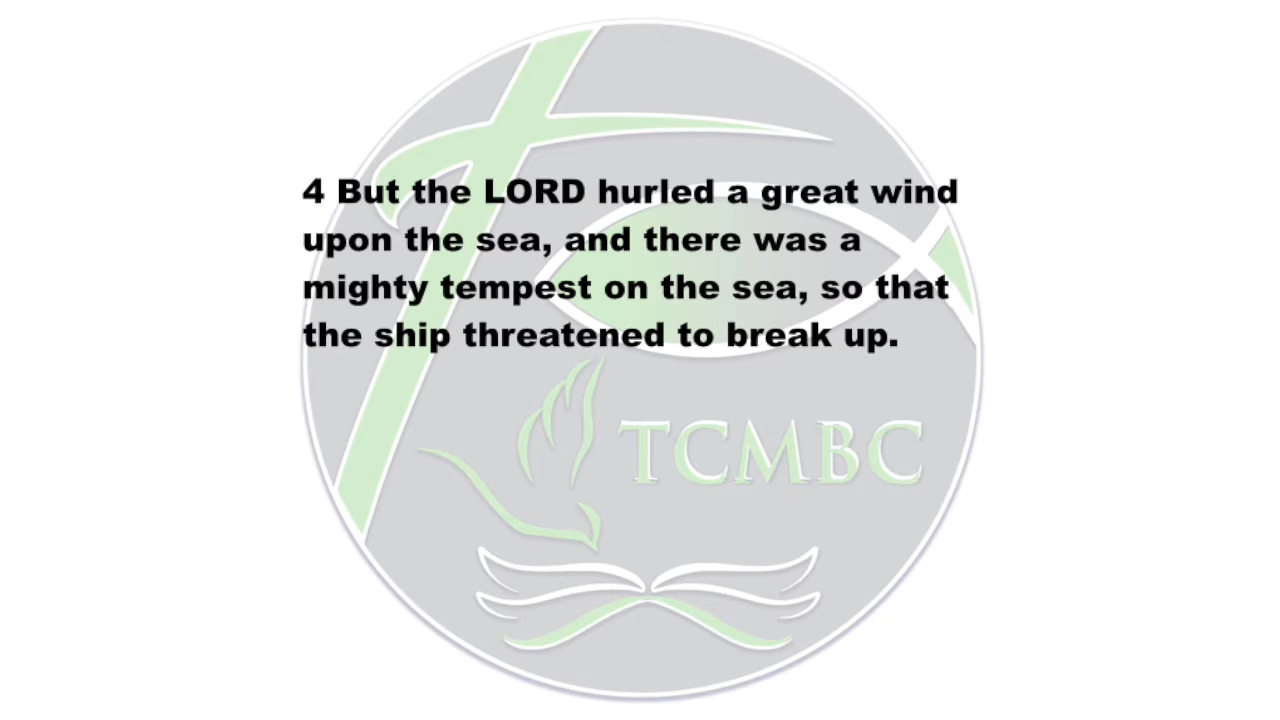 4 But the LORD hurled a great wind
upon the sea, and there was a
mighty tempest on the sea, so that
the ship threatened to break up.
TCMBC